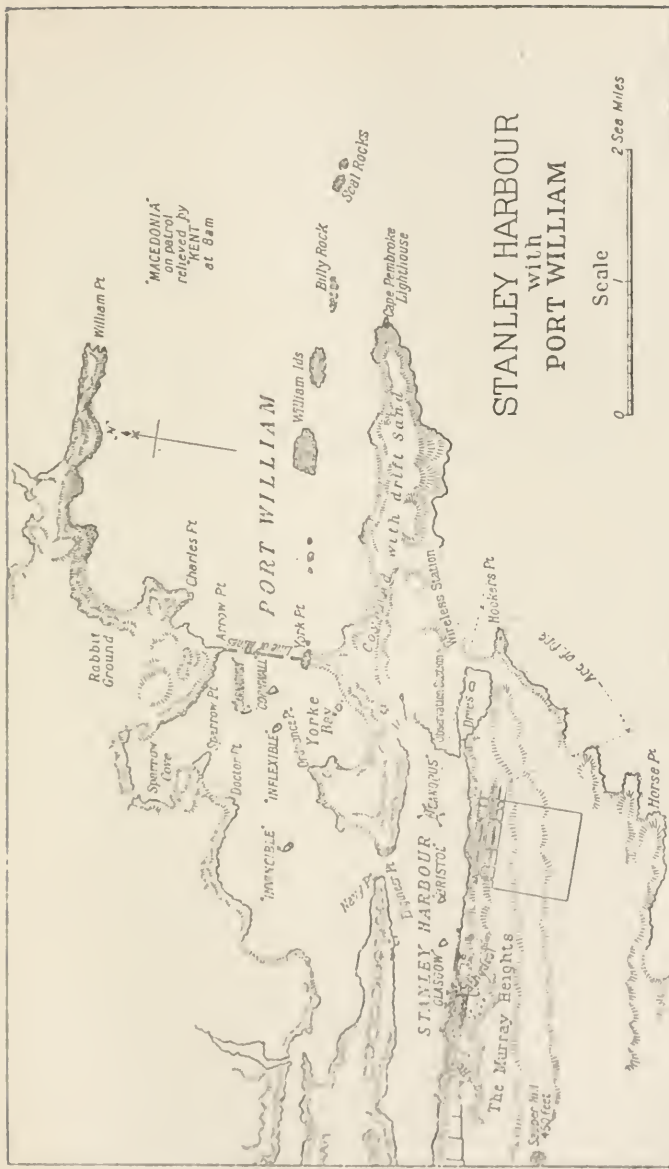 "MACEDONIA"
on patrol
relieved by
"KENT"
at 8am
William Pt
N
Rabbit
Ground
Charles Pt
Arrow Pt
Sparrow
Cove
Sparrow Pt
Doctor Pt
PORT WILLIAM
CORNWALL
York Pt
"INFLEXIBLE"
"INVINCIBLE"
Ordnance Pt
Yorke
Bay
William Ids
Billy Rock
Seal Rocks
Cape Pembroke
Lighthouse
with drift sand
Navy Pt
STANLEY HARBOUR
GLASGOW
BRISTOL
Observation Station
Wireless Station
Hookers Pt
Arc of fire
The Murray Heights
Sapper hill
450 feet
Horse Pt
STANLEY HARBOUR
with
PORT WILLIAM
Scale
0 1 2 Sea Miles